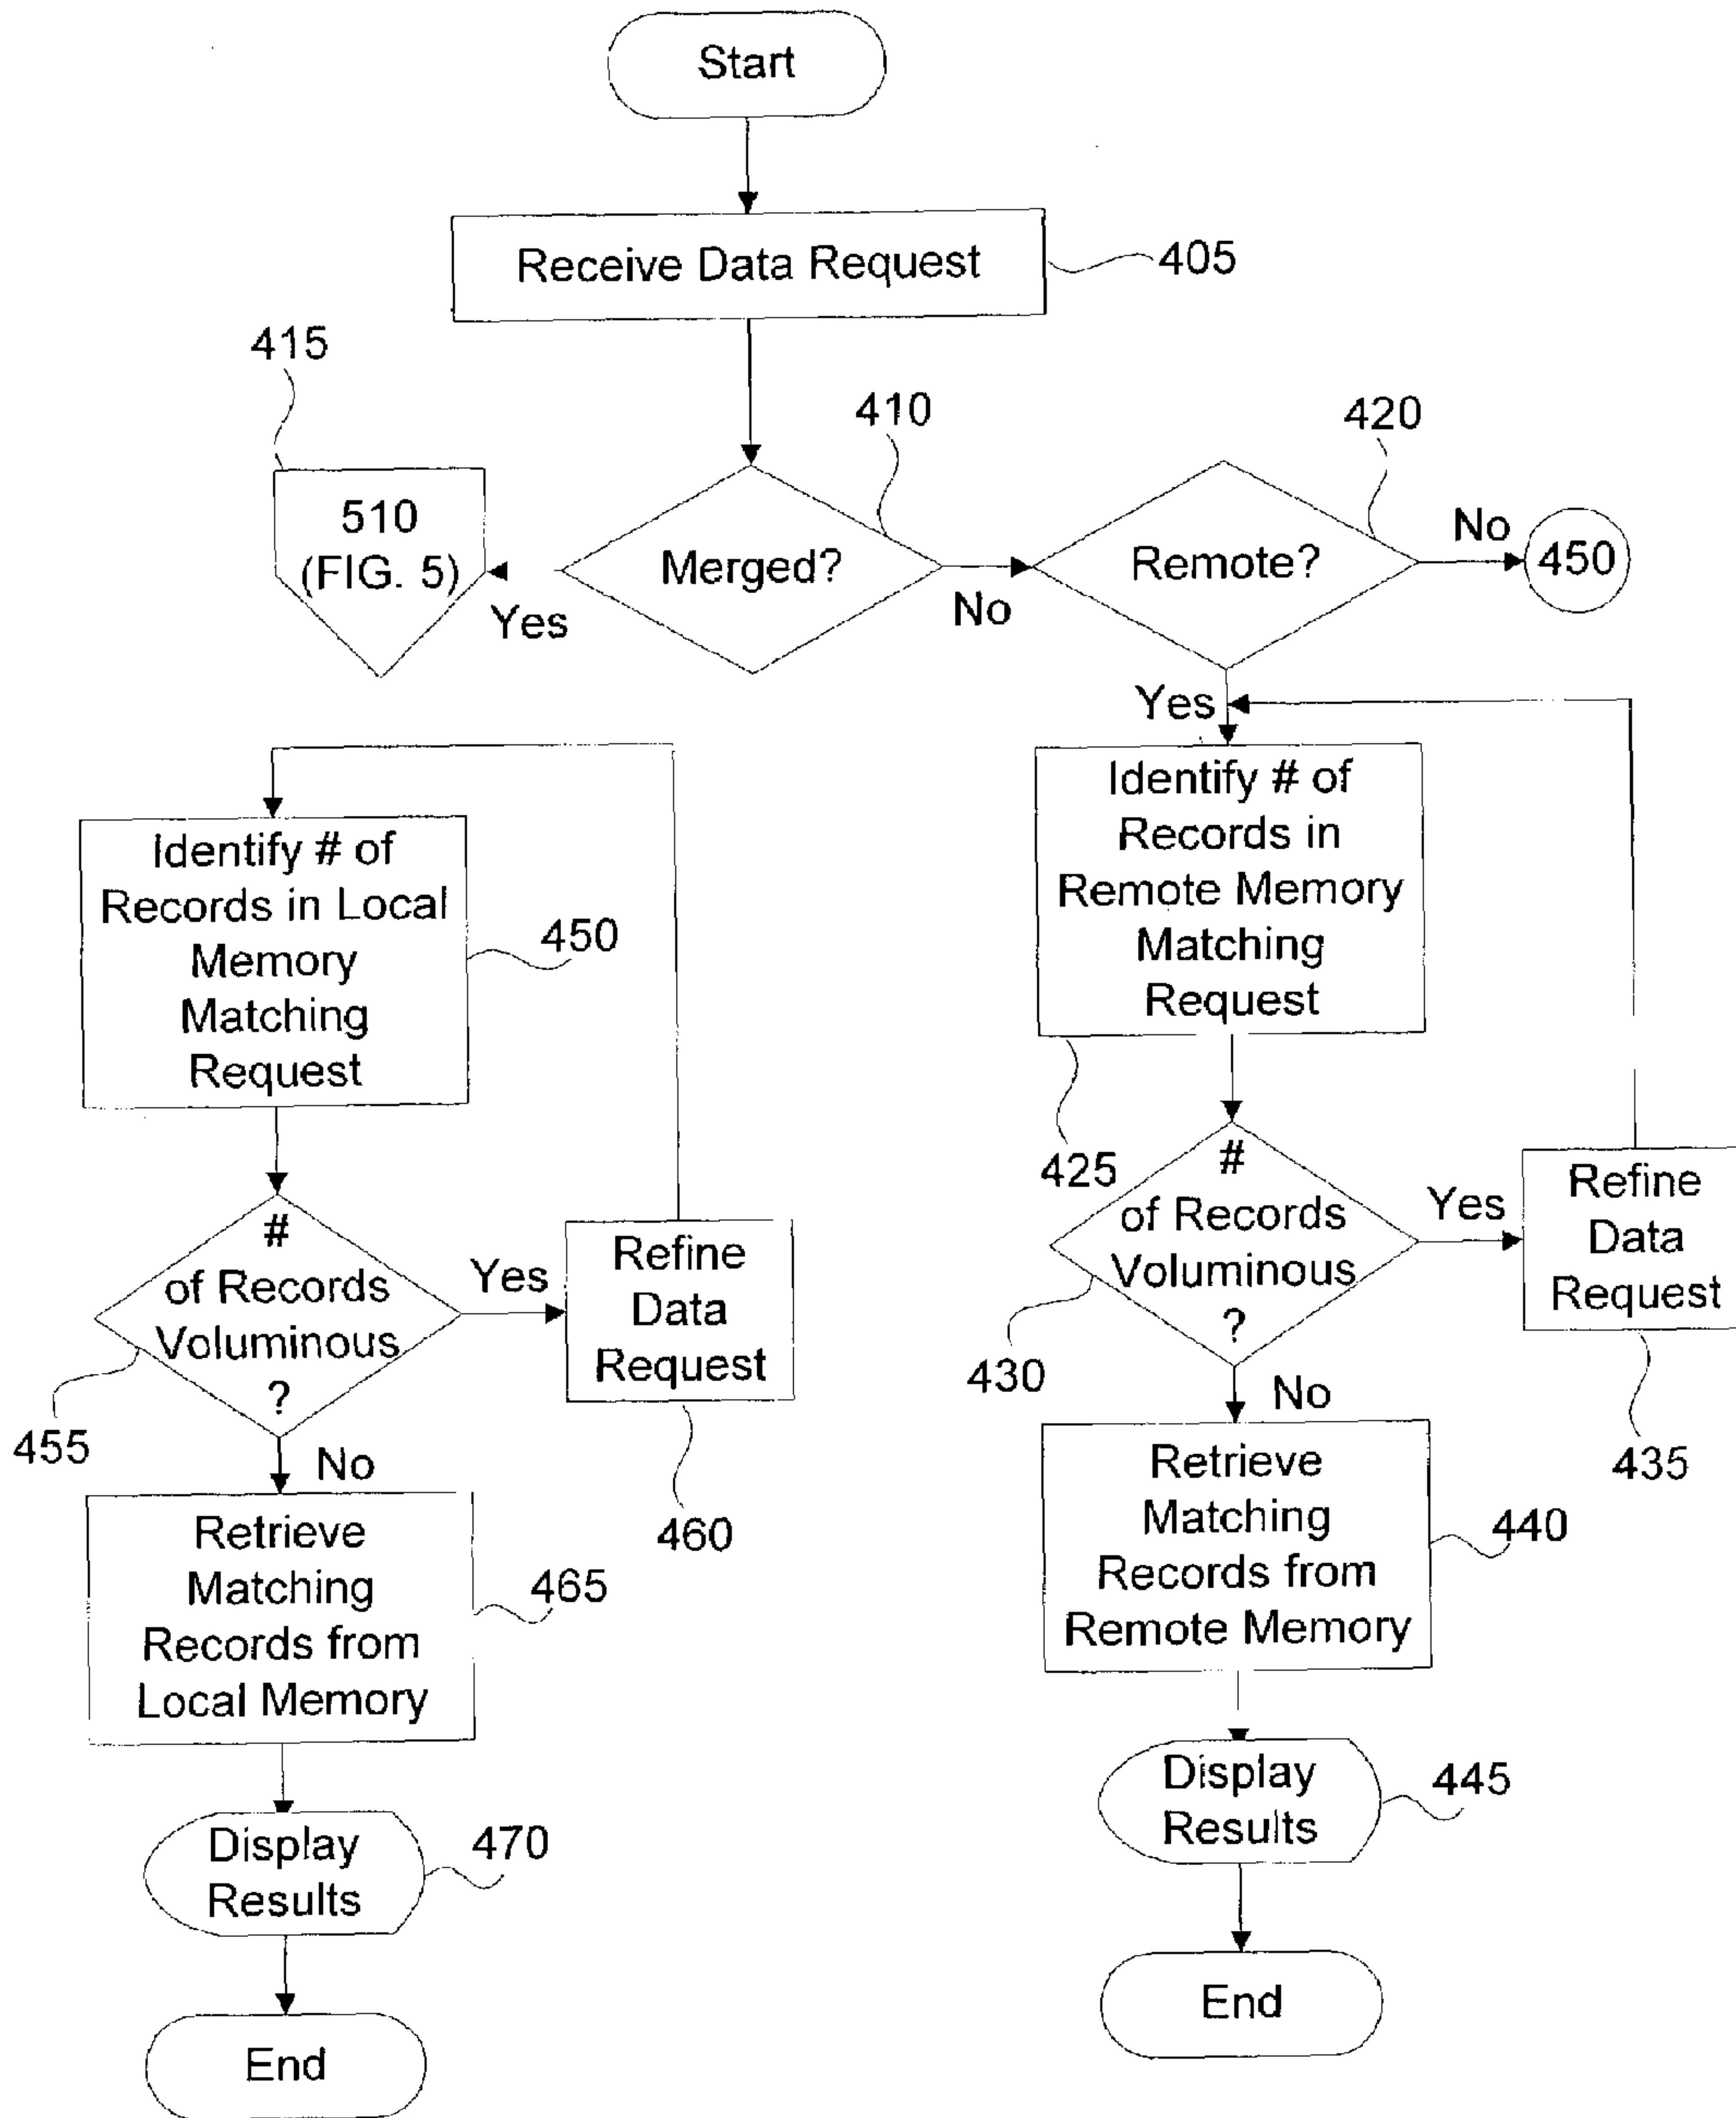 Start
Receive Data Request
405
415
410
420
510
(FIG. 5)
Yes
Merged?
No
Remote?
No
450
Yes
Identify # of
Records in
Remote Memory
Matching
Request
425
#
of Records
Voluminous
?
430
Yes
Refine
Data
Request
435
No
Retrieve
Matching
Records from
Remote Memory
440
Display
Results
445
End
Identify # of
Records in Local
Memory
Matching
Request
450
#
of Records
Voluminous
?
455
Yes
Refine
Data
Request
460
No
Retrieve
Matching
Records from
Local Memory
465
Display
Results
470
End